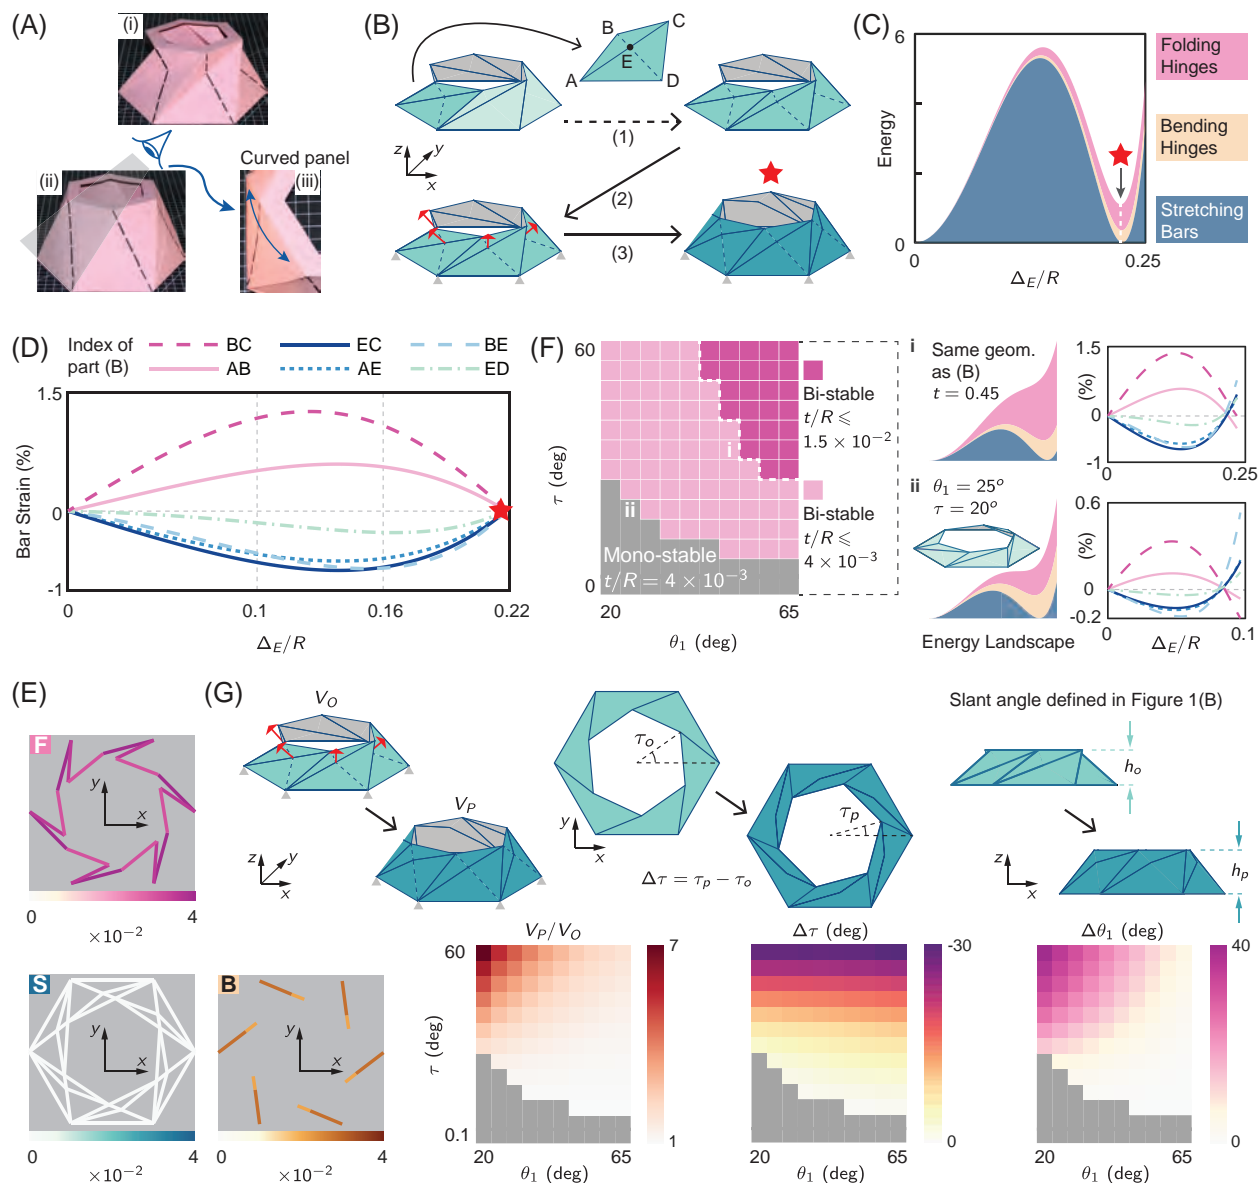 (A)
(i)
(ii)
Curved panel
(iii)
(B)
B
C
E
A
D
(1)
z
y
x
(2)
(3)
(C)
6
Energy
0
0
0.25
Δ_E/R
Folding
Hinges
Bending
Hinges
Stretching
Bars
(D)
Index of
part (B)
BC
EC
BE
AB
AE
ED
1.5
Bar Strain (%)
0
-1
0
0.1
0.16
0.22
Δ_E/R
(F)
60
τ (deg)
0
i
ii
Mono-stable
t/R = 4 × 10⁻³
20
65
θ₁ (deg)
Bi-stable
t/R ⩽
1.5 × 10⁻²
Bi-stable
t/R ⩽
4 × 10⁻³
i
Same geom.
as (B)
t = 0.45
1.5
(%)
0
-1
0
0.25
ii
θ₁ = 25°
τ = 20°
Energy Landscape
0.6
(%)
0
-0.2
0
0.1
Δ_E/R
(E)
F
y
x
0
4
×10⁻²
S
y
x
0
4
×10⁻²
B
y
x
0
4
×10⁻²
(G)
V_O
V_P
z
y
x
τ_o
τ_p
y
x
Δτ = τ_p − τ_o
Slant angle defined in Figure 1(B)
h_o
h_p
z
x
V_P/V_O
60
τ (deg)
0.1
20
65
θ₁ (deg)
7
1
Δτ (deg)
20
65
θ₁ (deg)
-30
0
Δθ₁ (deg)
20
65
θ₁ (deg)
40
0